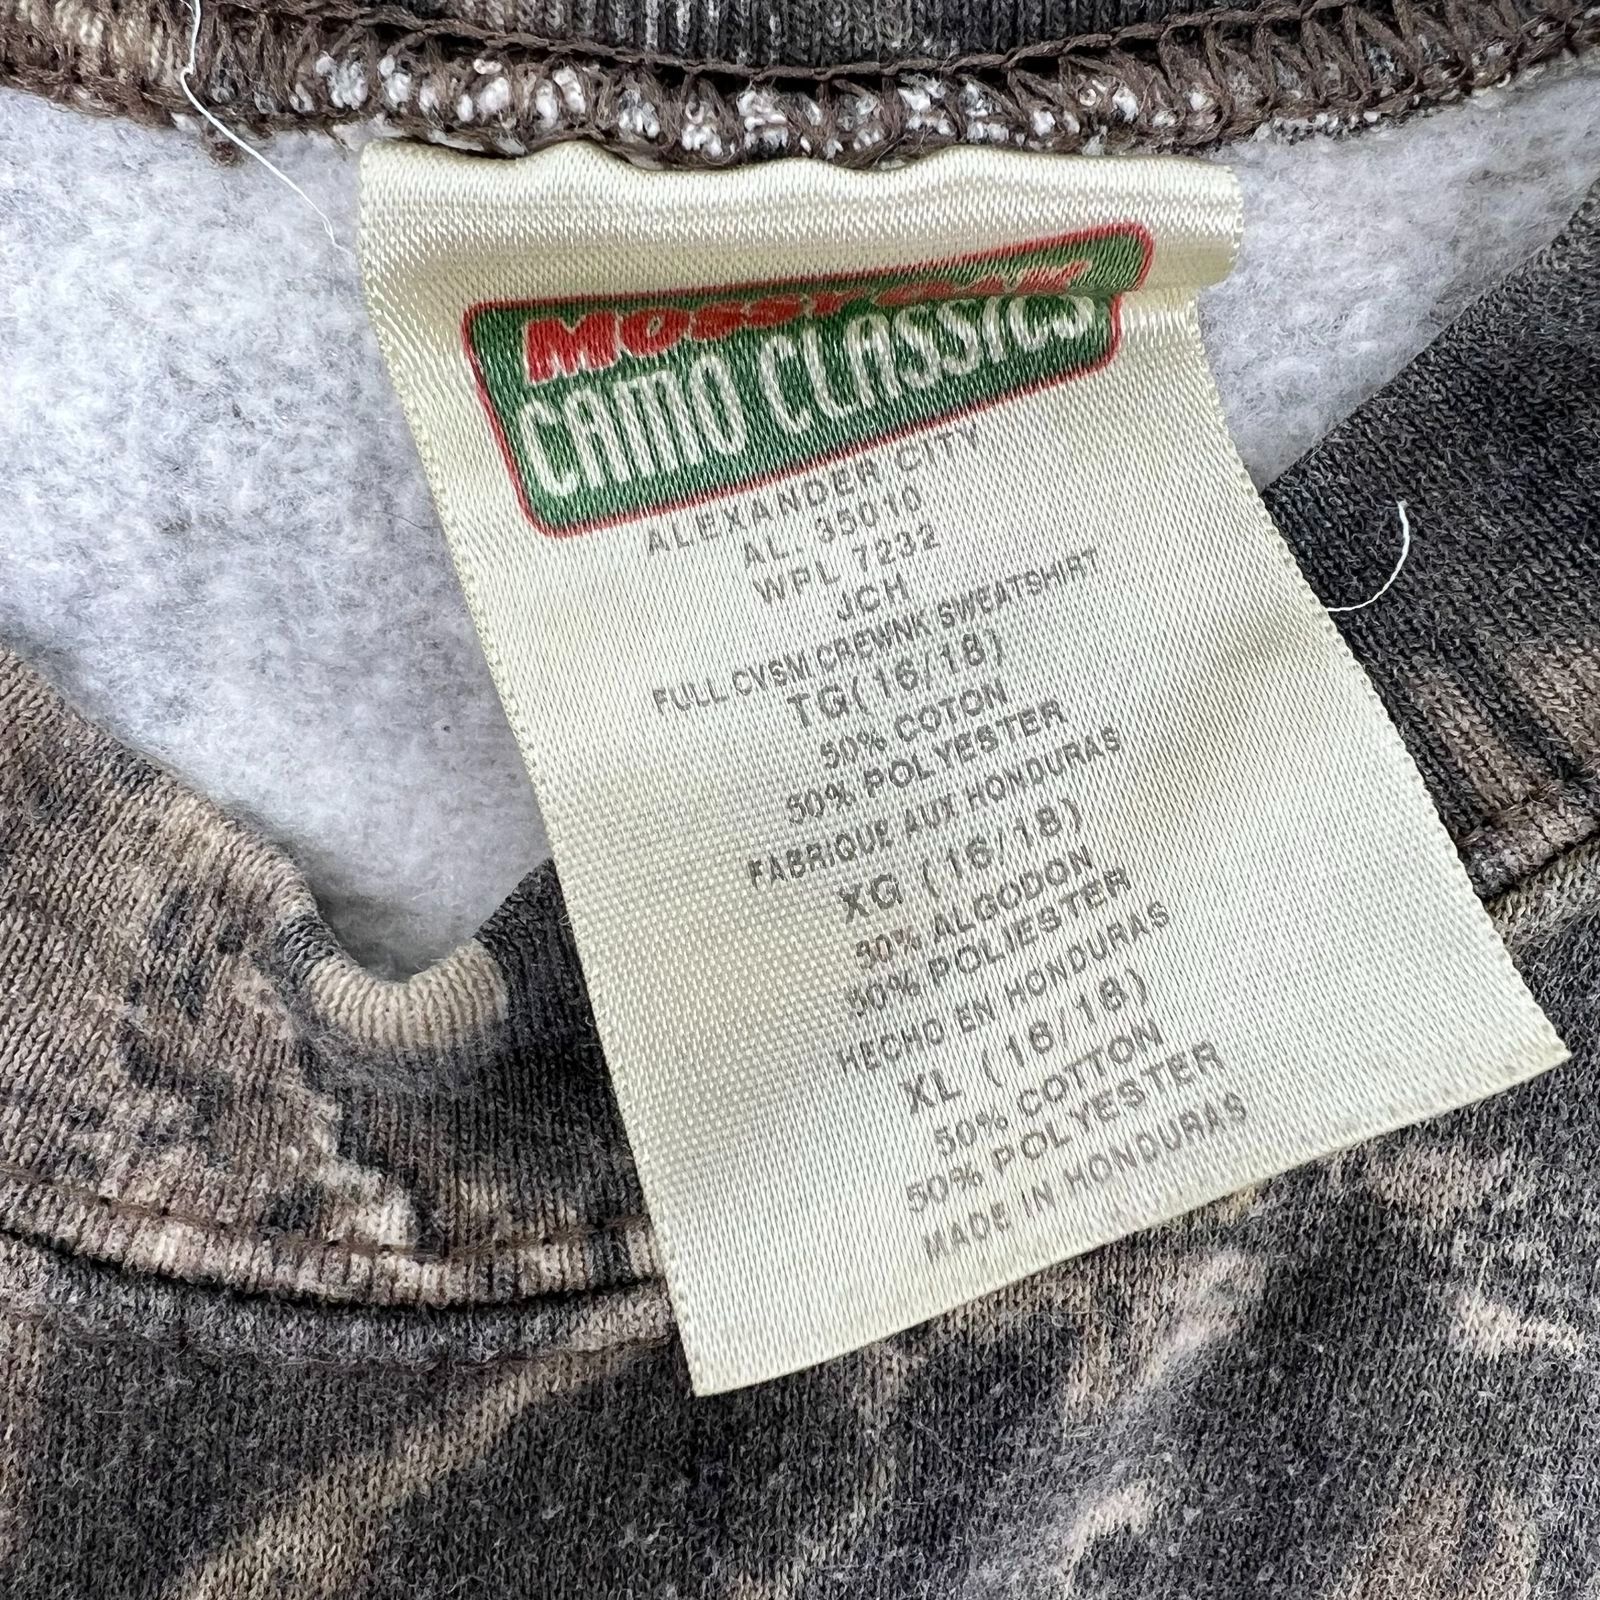 MOSSY OAK
CAMO CLASSICS
ALEXANDER CITY
AL. 35010
WPL 7232
JCH
FULL CVSM CREWNK SWEATSHIRT
TG(16/18)
50% COTON
50% POLYESTER
FABRIQUE AUX HONDURAS
XG (16/18)
50% ALGODON
50% POLIESTER
HECHO EN HONDURAS
XL (16/18)
50% COTTON
50% POLYESTER
MADE IN HONDURAS